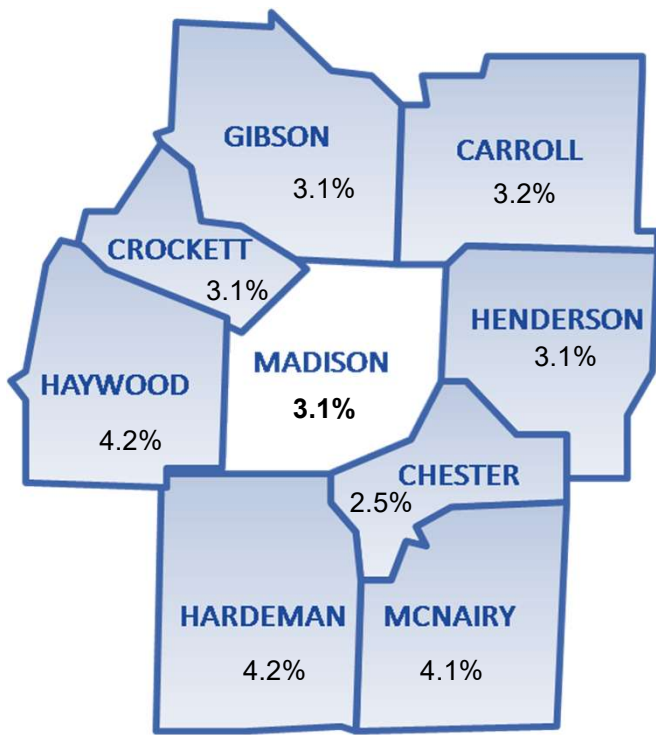 GIBSON
3.1%
CARROLL
3.2%
CROCKETT
3.1%
HENDERSON
3.1%
MADISON
3.1%
HAYWOOD
4.2%
CHESTER
2.5%
HARDEMAN
4.2%
MCNAIRY
4.1%